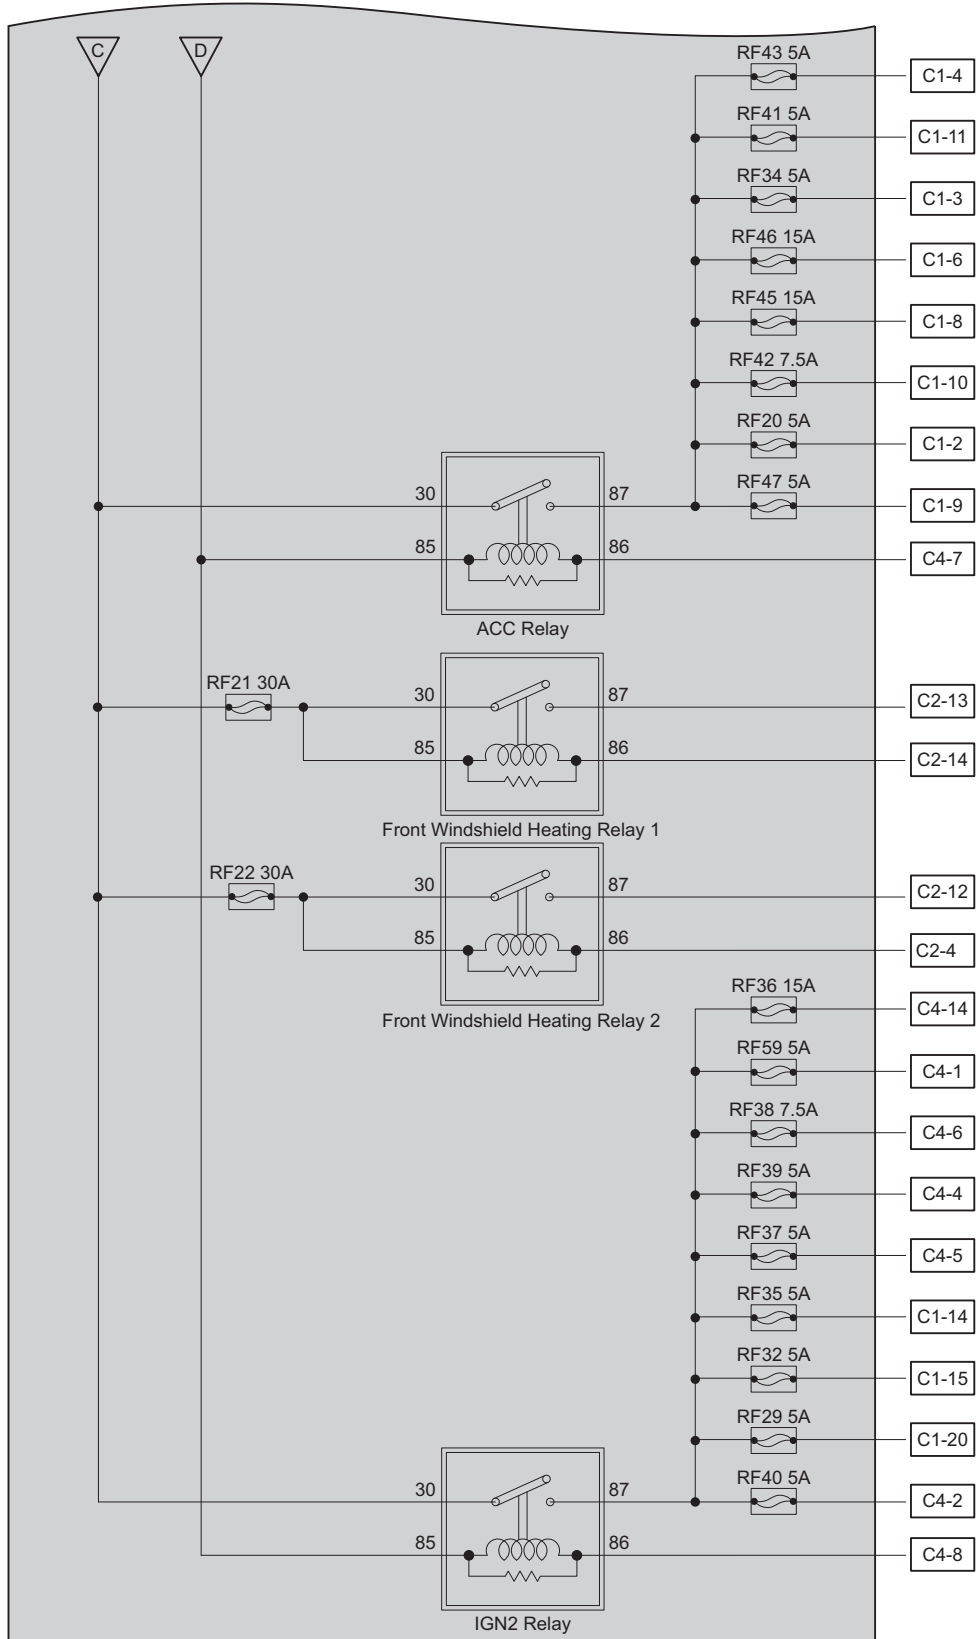 C D
RF43 5A
C1-4
RF41 5A
C1-11
RF34 5A
C1-3
RF46 15A
C1-6
RF45 15A
C1-8
RF42 7.5A
C1-10
RF20 5A
C1-2
RF47 5A
30 87
C1-9
85 86
C4-7
ACC Relay
RF21 30A
30 87
C2-13
85 86
C2-14
Front Windshield Heating Relay 1
RF22 30A
30 87
C2-12
85 86
C2-4
RF36 15A
C4-14
Front Windshield Heating Relay 2
RF59 5A
C4-1
RF38 7.5A
C4-6
RF39 5A
C4-4
RF37 5A
C4-5
RF35 5A
C1-14
RF32 5A
C1-15
RF29 5A
C1-20
RF40 5A
30 87
C4-2
85 86
C4-8
IGN2 Relay